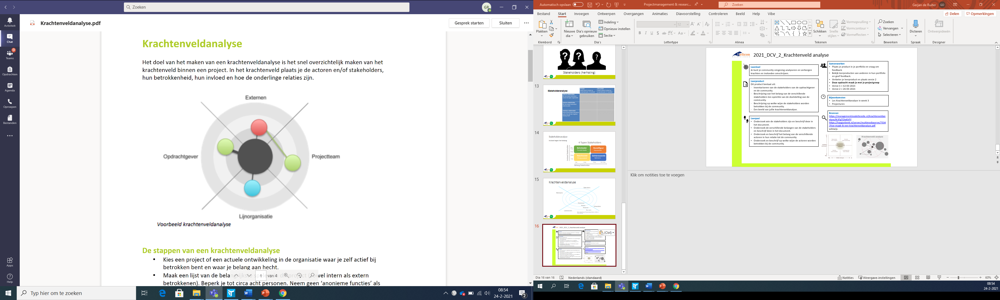 Zoeken
GR
Activiteit
Chat
Teams
Opdrachten
Agenda
Oproepen
Bestanden
Apps
Help
Krachtenveldanalyse.pdf
Gesprek starten
Sluiten
Krachtenveldanalyse
Het doel van het maken van een krachtenveldanalyse is het snel overzichtelijk maken van het
krachtenveld binnen een project. In het krachtenveld plaats je de actoren en/of stakeholders,
hun betrokkenheid, hun invloed en hoe de onderlinge relaties zijn.
Externen
Opdrachtgever
Projectteam
Lijnorganisatie
Voorbeeld krachtenveldanalyse
De stappen van een krachtenveldanalyse
• Kies een project of een actuele ontwikkeling in de organisatie waar je zelf actief bij
betrokken bent en waar je belang aan hecht.
• Maak een lijst van de belangrijkste spelers in dit project (zowel intern als extern
betrokkenen). Beperk je tot circa acht personen. Neem geen ‘anonieme functies’ als
1 van 4
Typ hier om te zoeken
08:54
24-2-2021
2
Automatisch opslaan
Projectmanagement & researc...
Zoeken
Gerjan de Ruiter
GD
Bestand Start Invoegen Ontwerpen Overgangen Animaties Diavoorstelling Controleren Beeld Help Vibe
Delen
Opmerkingen
Plakken
Klembord
Nieuwe
dia
Dia's opnieuw
gebruiken
Indeling
Opnieuw instellen
Sectie
Dia's
12
Lettertype
Alinea
Schikken
Snelle
stijlen
Vormopvulling
Vormcontour
Vormeffecten
Tekenen
Zoeken
Vervangen
Selecteren
Bewerken
Dicteren
Spraak
Ontwerpideeën
Designer
Stakeholders (herhaling)
13
Stakeholderanalyse:
14
Stakeholderanalyse
Invloed tegen het belang
4 Typen Stakeholders
Beïnvloeder
Sleutelfiguur
Geïnteresseerde
Belang Stakeholder
15
Krachtenveldanalyse
16
2021_DCV_2_Krachtenveld analyse
(Ctrl)
Helicon
2021_DCV_2_Krachtenveld analyse
Leerdoel
Je kunt je community-omgeving analyseren en verborgen
krachten en invloeden omschrijven.
Leerproduct
Dit product bestaat uit:
- Inventariseren van de stakeholders van de opdrachtgever
en de community.
- Beschrijving van het belang van de verschillende
stakeholders ten opzichte van de doelstelling van de
community.
- Beschrijving op welke wijze de stakeholders worden
betrokken bij de community.
- Een beeld van jullie krachtenveldanalyse.
Leerpad
• Onderzoek wie de stakeholders zijn en beschrijf deze in
het document.
• Onderzoek de verschillende belangen van de stakeholders
en beschrijf deze in het document.
• Onderzoek en beschrijf het belang van de verschillende
actoren in hun relatie tot de community.
• Onderzoek en beschrijf op welke wijze de actoren worden
betrokken bij de community.
Samenwerken
• Plaats je product in je portfolio en vraag om
feedback.
• Bekijk leerproducten van anderen in hun portfolio
en geef feedback.
• Verbeter je leerproduct en plaats versie 2
• Deze opdracht maak je met je projectgroep
• Versie 1 = 12-03-2021
• Versie 2 = 26-03-2021
Bijeenkomsten
• Les Krachtenveldanalyse in week 3
• Projecturen
Bronnen
https://managementmodellensite.nl/krachtenveldan
alyse/#.XFgTOlxKhPY
https://haagsebeek.nl/server/multimediaserve/7534
/Hoe-maak-ik-een-krachtenveldanalyse.pdf
wikiwijs
Krachtenveld analyse
Klik om notities toe te voegen
Dia 16 van 16
Nederlands (standaard)
Notities
Weergave-instellingen
60%
08:54
24-2-2021